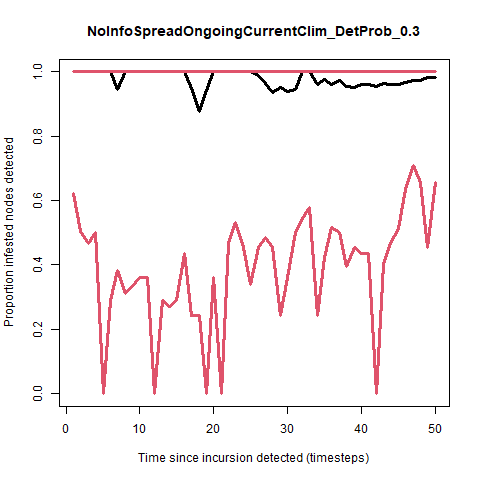 NoInfoSpreadOngoingCurrentClim_DetProb_0.3
Proportion infested nodes detected
1.0
0.8
0.6
0.4
0.2
0.0
0 10 20 30 40 50
Time since incursion detected (timesteps)